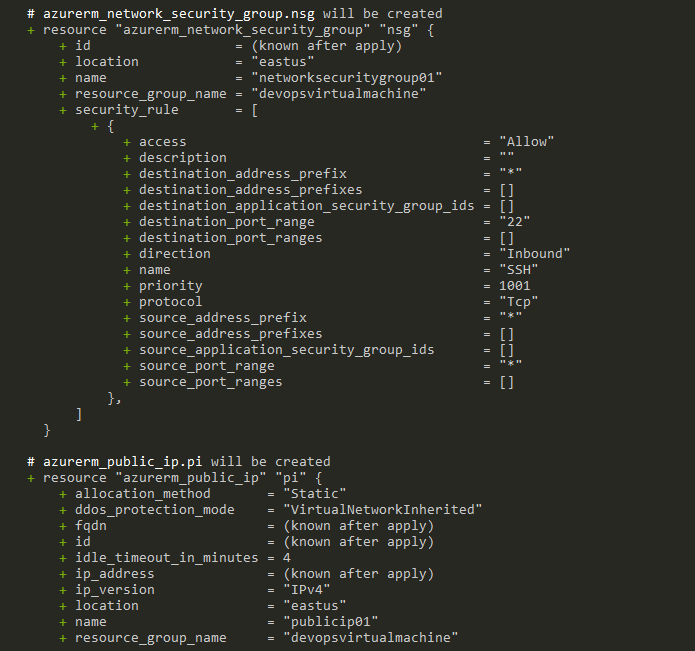 # azurerm_network_security_group.nsg will be created
+ resource "azurerm_network_security_group" "nsg" {
+ id = (known after apply)
+ location = "eastus"
+ name = "networksecuritygroup01"
+ resource_group_name = "devopsvirtualmachine"
+ security_rule = [
+ {
+ access = "Allow"
+ description = ""
+ destination_address_prefix = "*"
+ destination_address_prefixes = []
+ destination_application_security_group_ids = []
+ destination_port_range = "22"
+ destination_port_ranges = []
+ direction = "Inbound"
+ name = "SSH"
+ priority = 1001
+ protocol = "Tcp"
+ source_address_prefix = "*"
+ source_address_prefixes = []
+ source_application_security_group_ids = []
+ source_port_range = "*"
+ source_port_ranges = []
},
]
}
# azurerm_public_ip.pi will be created
+ resource "azurerm_public_ip" "pi" {
+ allocation_method = "Static"
+ ddos_protection_mode = "VirtualNetworkInherited"
+ fqdn = (known after apply)
+ id = (known after apply)
+ idle_timeout_in_minutes = 4
+ ip_address = (known after apply)
+ ip_version = "IPv4"
+ location = "eastus"
+ name = "publicip01"
+ resource_group_name = "devopsvirtualmachine"